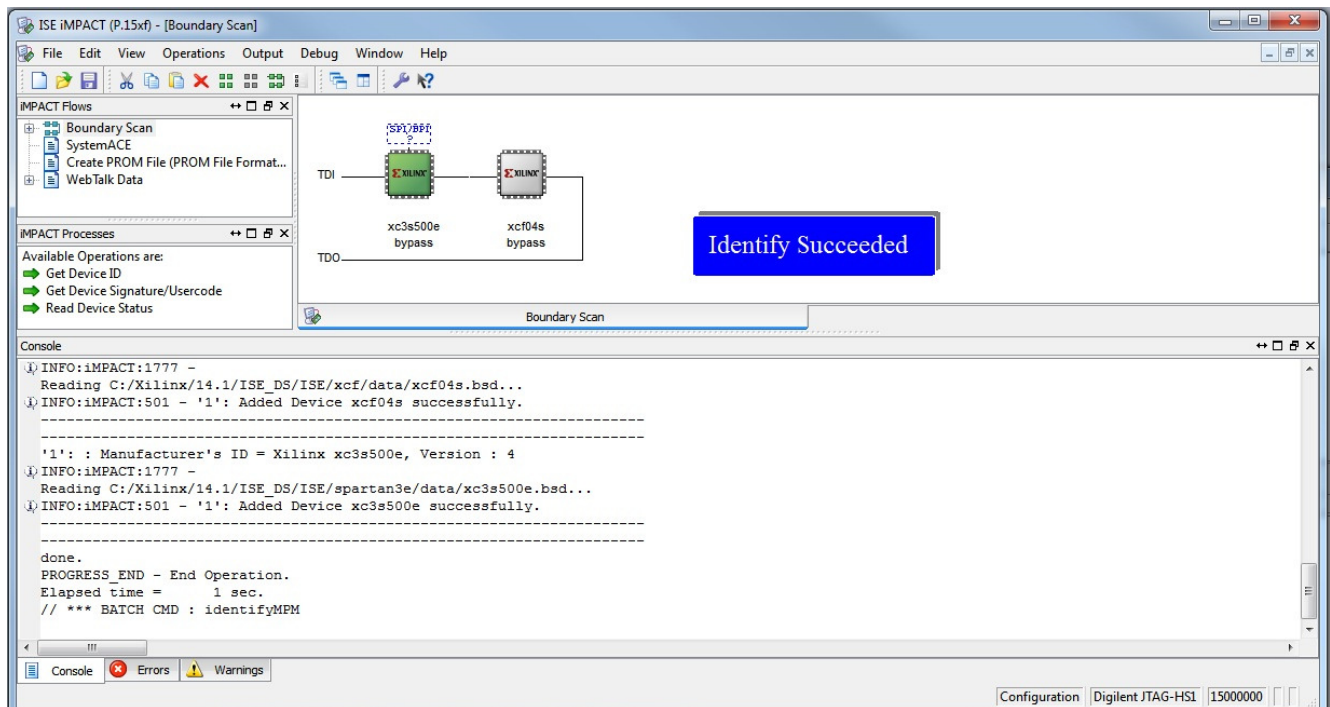 ISE iMPACT (P.15xf) - [Boundary Scan]
File Edit View Operations Output Debug Window Help
iMPACT Flows
Boundary Scan
SystemACE
Create PROM File (PROM File Format...
WebTalk Data
iMPACT Processes
Available Operations are:
Get Device ID
Get Device Signature/Usercode
Read Device Status
SPI/BPI
?
TDI
XILINX
XILINX
xc3s500e
bypass
xcf04s
bypass
TDO
Identify Succeeded
Boundary Scan
Console
INFO:iMPACT:1777 -
Reading C:/Xilinx/14.1/ISE_DS/ISE/xcf/data/xcf04s.bsd...
INFO:iMPACT:501 - '1': Added Device xcf04s successfully.
----------------------------------------------------------------------
----------------------------------------------------------------------
'1': : Manufacturer's ID = Xilinx xc3s500e, Version : 4
INFO:iMPACT:1777 -
Reading C:/Xilinx/14.1/ISE_DS/ISE/spartan3e/data/xc3s500e.bsd...
INFO:iMPACT:501 - '1': Added Device xc3s500e successfully.
----------------------------------------------------------------------
----------------------------------------------------------------------
done.
PROGRESS_END - End Operation.
Elapsed time =      1 sec.
// *** BATCH CMD : identifyMPM
Console Errors Warnings
Configuration Digilent JTAG-HS1 15000000